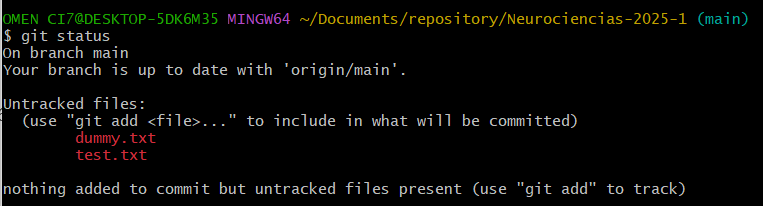 OMEN CI7@DESKTOP-5DK6M35 MINGW64 ~/Documents/repository/Neurociencias-2025-1 (main)
$ git status
On branch main
Your branch is up to date with 'origin/main'.

Untracked files:
  (use "git add <file>..." to include in what will be committed)
        dummy.txt
        test.txt

nothing added to commit but untracked files present (use "git add" to track)